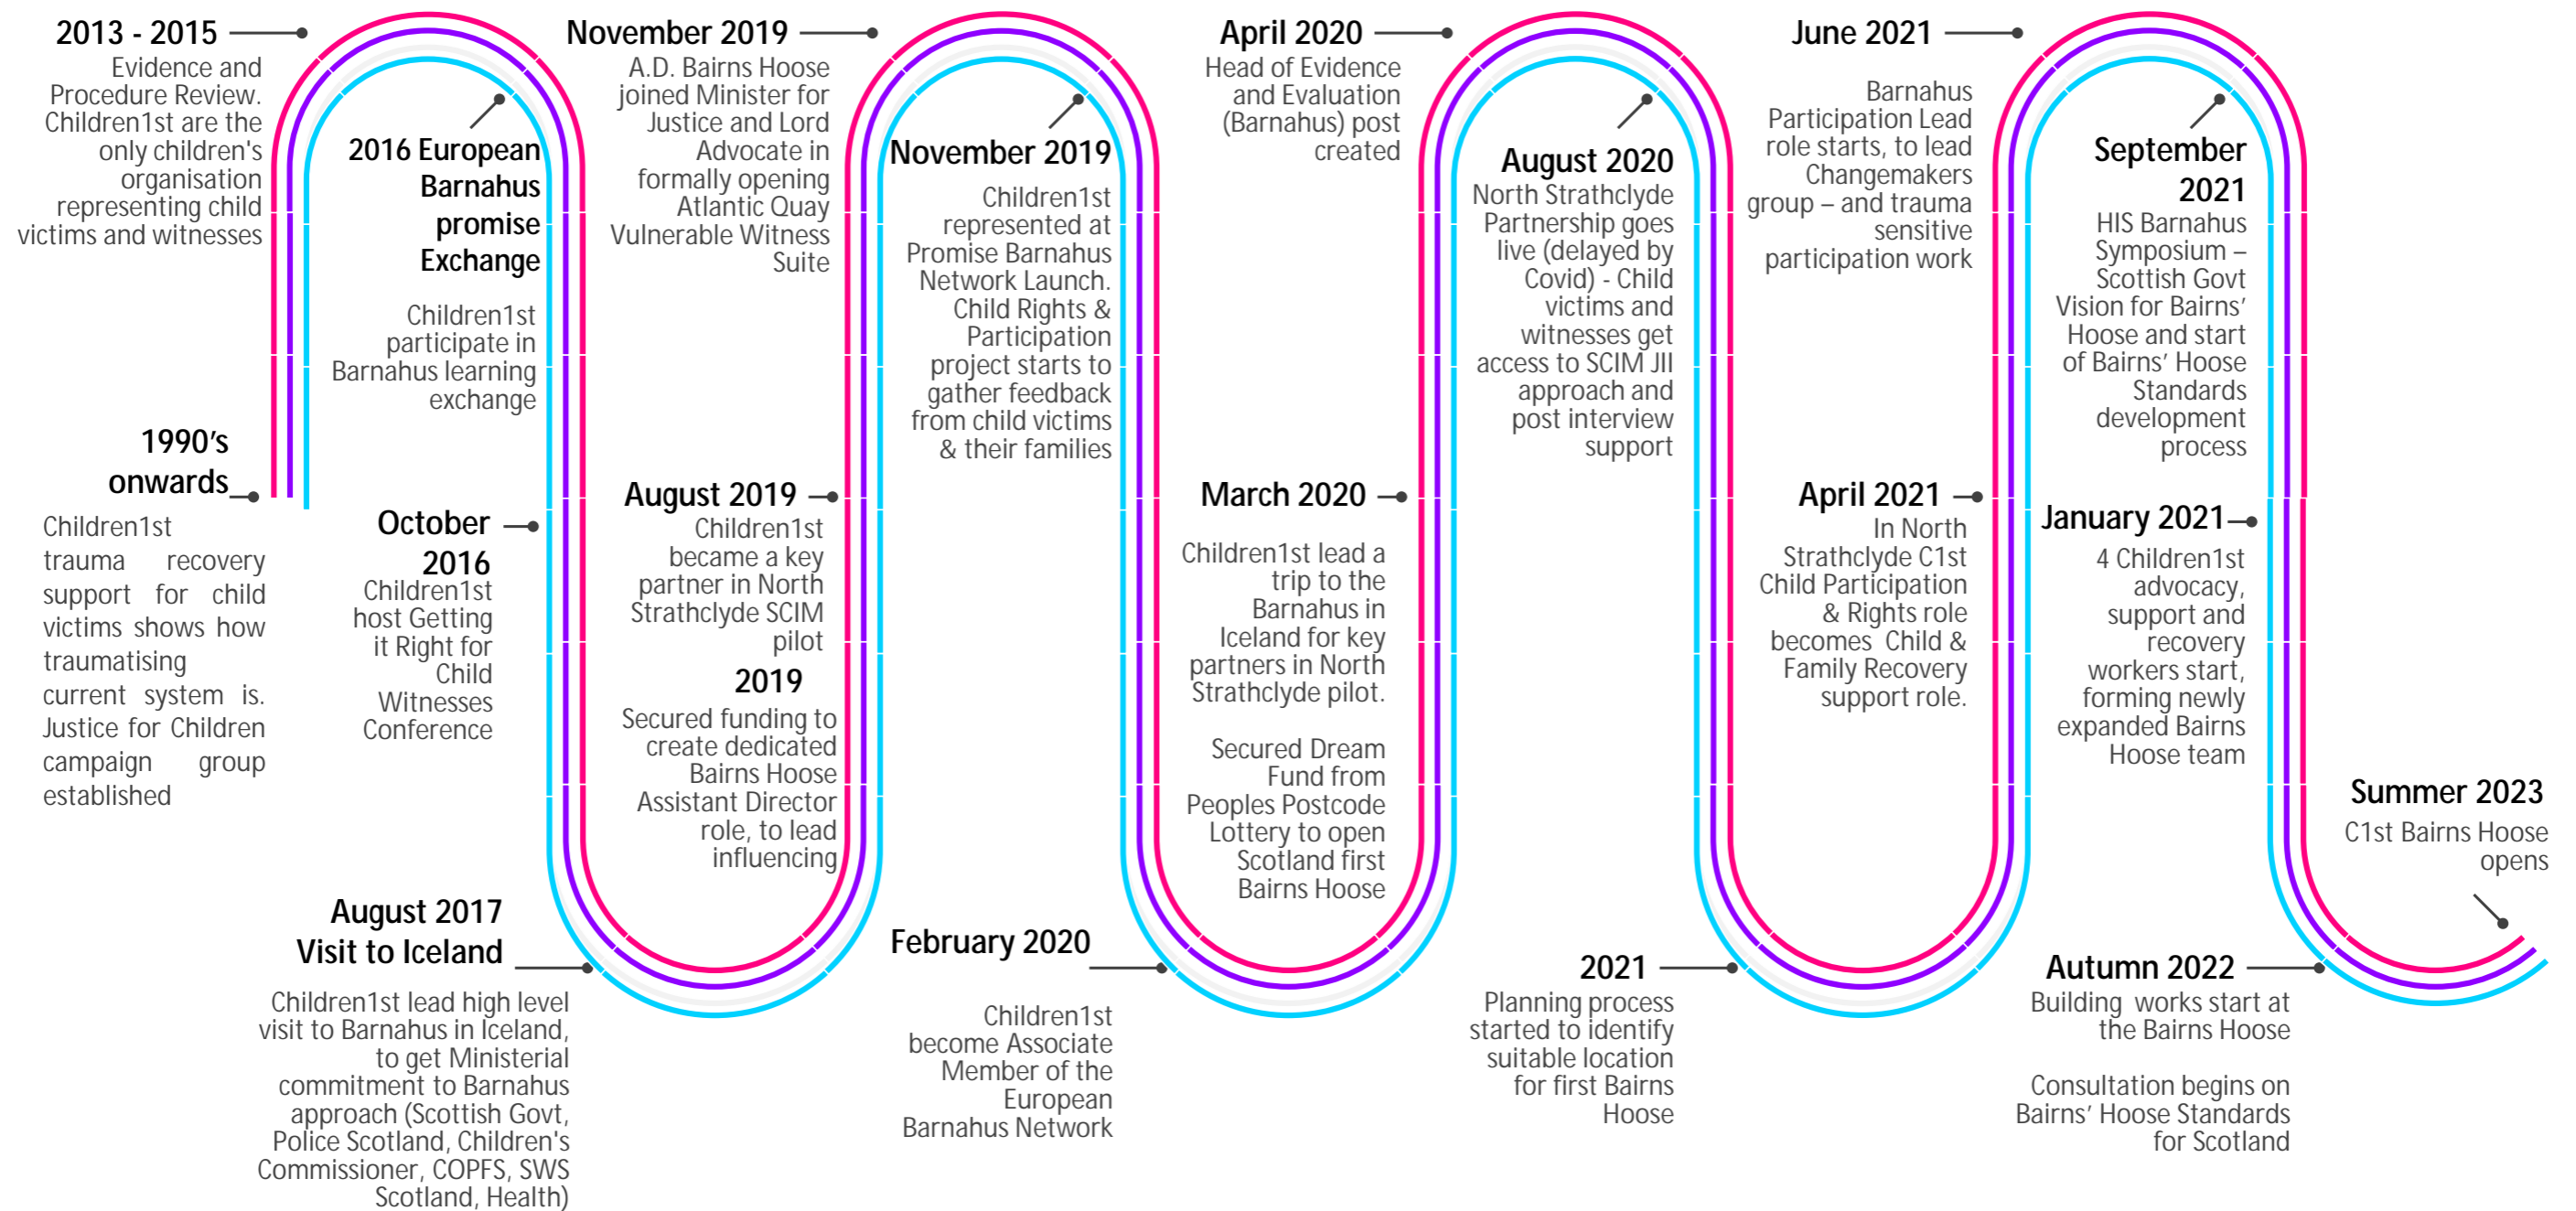 1990’s
onwards
Children1st
trauma recovery
support for child
victims shows how
traumatising
current system is.
Justice for Children
campaign group
established
2013 - 2015
Evidence and
Procedure Review.
Children1st are the
only children's
organisation
representing child
victims and witnesses
2016 European
Barnahus
promise
Exchange
Children1st
participate in
Barnahus learning
exchange
October
2016
Children1st
host Getting
it Right for
Child
Witnesses
Conference
August 2017
Visit to Iceland
Children1st lead high level
visit to Barnahus in Iceland,
to get Ministerial
commitment to Barnahus
approach (Scottish Govt,
Police Scotland, Children's
Commissioner, COPFS, SWS
Scotland, Health)
2019
Secured funding to
create dedicated
Bairns Hoose
Assistant Director
role, to lead
influencing
August 2019
Children1st
became a key
partner in North
Strathclyde SCIM
pilot
November 2019
A.D. Bairns Hoose
joined Minister for
Justice and Lord
Advocate in
formally opening
Atlantic Quay
Vulnerable Witness
Suite
November 2019
Children1st
represented at
Promise Barnahus
Network Launch.
Child Rights &
Participation
project starts to
gather feedback
from child victims
& their families
February 2020
Children1st
become Associate
Member of the
European
Barnahus Network
March 2020
Children1st lead a
trip to the
Barnahus in
Iceland for key
partners in North
Strathclyde pilot.
Secured Dream
Fund from
Peoples Postcode
Lottery to open
Scotland first
Bairns Hoose
April 2020
Head of Evidence
and Evaluation
(Barnahus) post
created
August 2020
North Strathclyde
Partnership goes
live (delayed by
Covid) - Child
victims and
witnesses get
access to SCIM JII
approach and
post interview
support
2021
Planning process
started to identify
suitable location
for first Bairns
Hoose
April 2021
In North
Strathclyde C1st
Child Participation
& Rights role
becomes Child &
Family Recovery
support role.
June 2021
Barnahus
Participation Lead
role starts, to lead
Changemakers
group – and trauma
sensitive
participation work
September
2021
HIS Barnahus
Symposium –
Scottish Govt
Vision for Bairns’
Hoose and start
of Bairns’ Hoose
Standards
development
process
January 2021
4 Children1st
advocacy,
support and
recovery
workers start,
forming newly
expanded Bairns
Hoose team
Autumn 2022
Building works start at
the Bairns Hoose
Consultation begins on
Bairns’ Hoose Standards
for Scotland
Summer 2023
C1st Bairns Hoose
opens